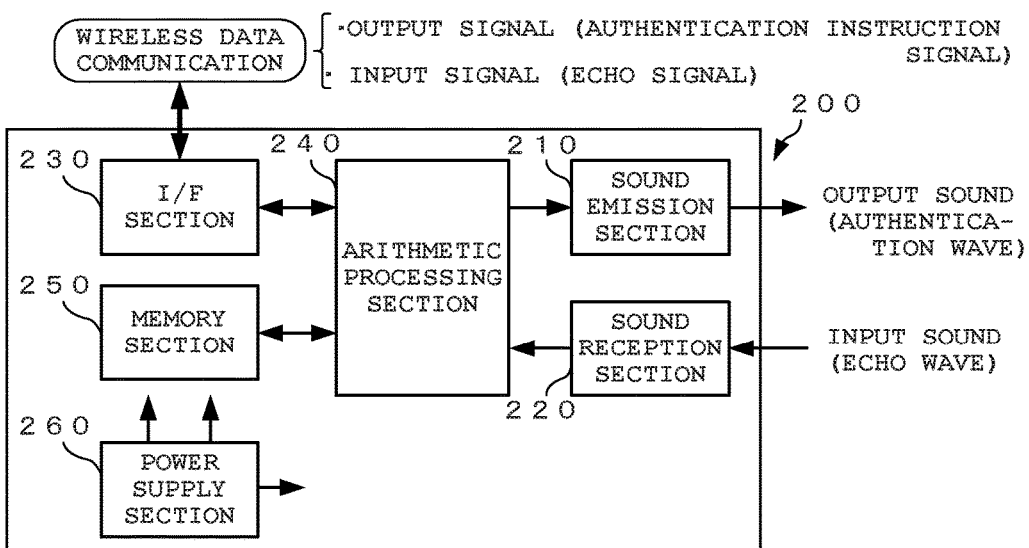 WIRELESS DATA
COMMUNICATION
・OUTPUT SIGNAL (AUTHENTICATION INSTRUCTION
SIGNAL)
・INPUT SIGNAL (ECHO SIGNAL)
200
230
I/F
SECTION
240
ARITHMETIC
PROCESSING
SECTION
210
SOUND
EMISSION
SECTION
OUTPUT SOUND
(AUTHENTICA-
TION WAVE)
250
MEMORY
SECTION
SOUND
RECEPTION
SECTION
220
INPUT SOUND
(ECHO WAVE)
260
POWER
SUPPLY
SECTION